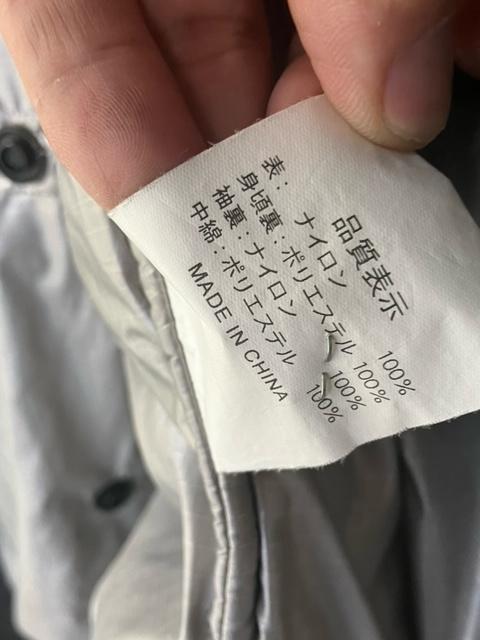 品質表示
表: ナイロン 100%
身頃裏:ポリエステル 100%
袖裏:ナイロン 100%
中綿:ポリエステル 100%
MADE IN CHINA